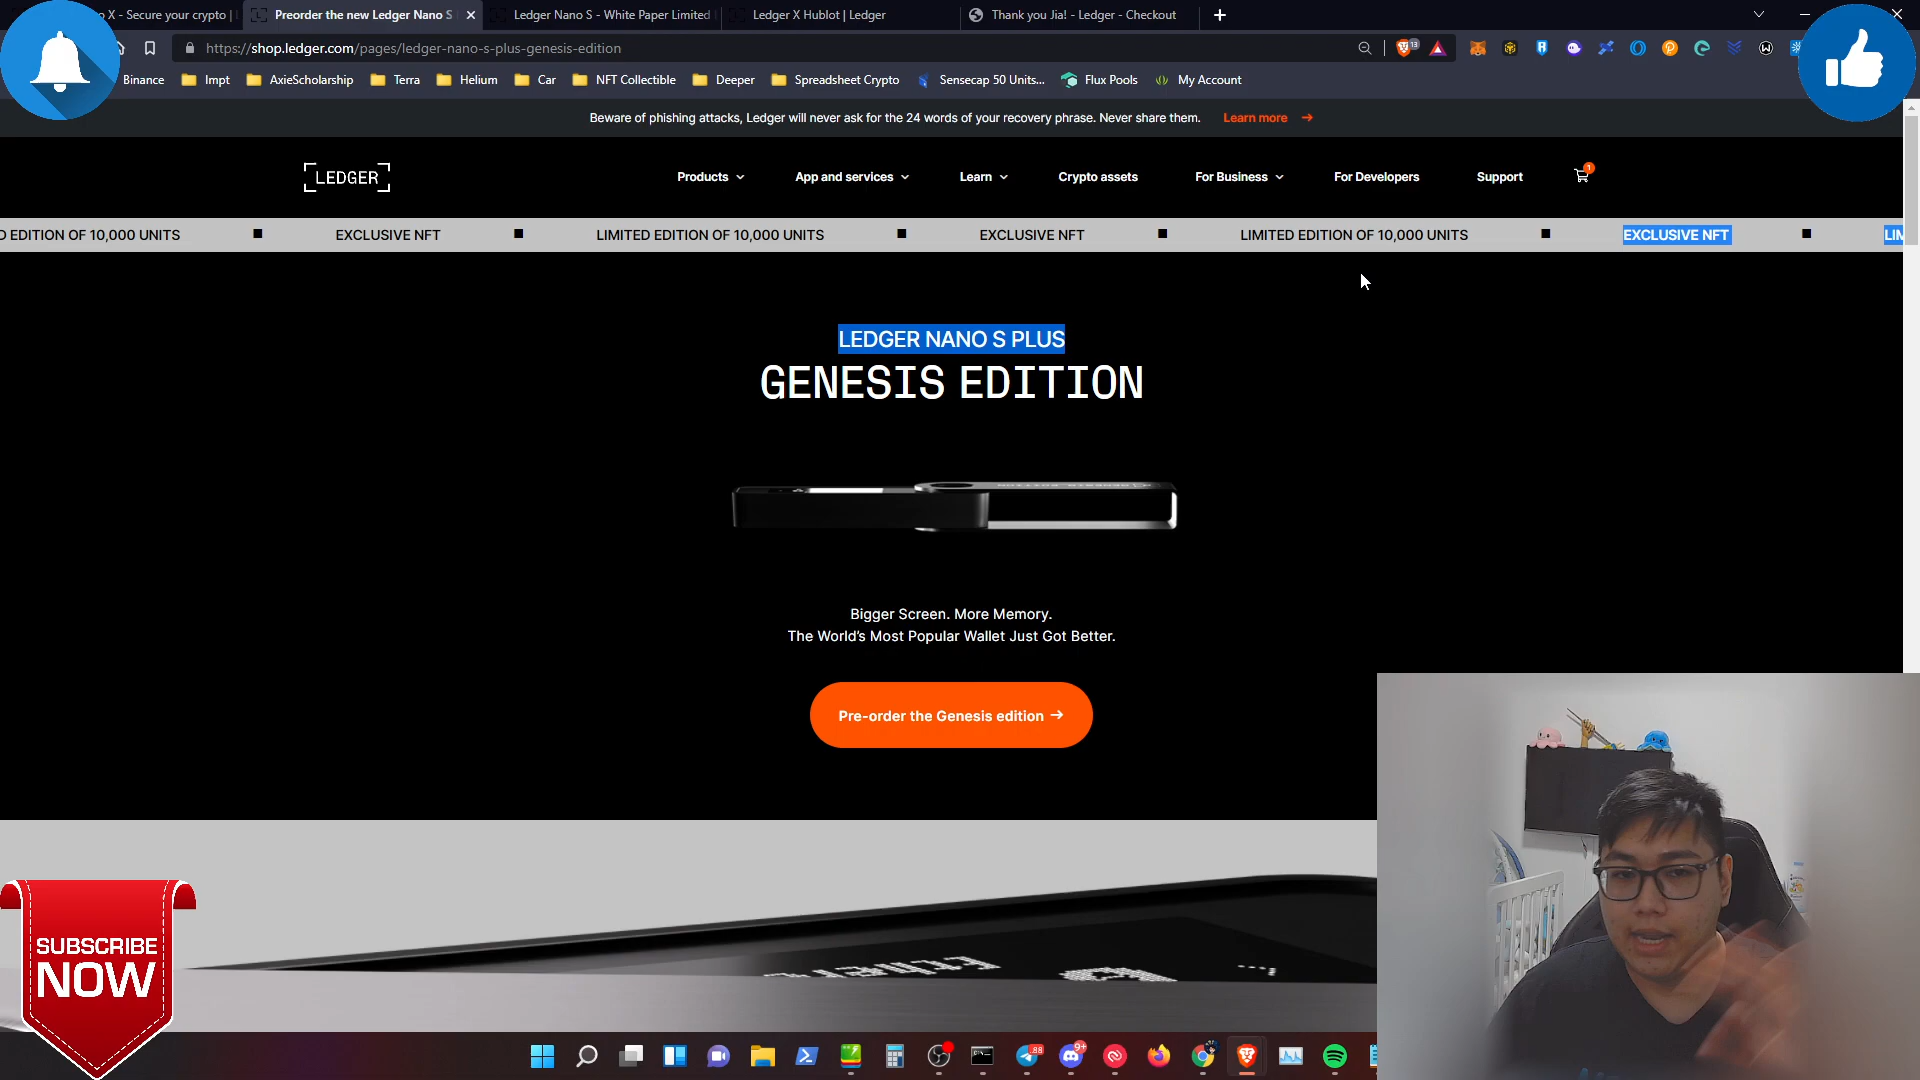 X - Secure your crypto |
Preorder the new Ledger Nano S
Ledger Nano S - White Paper Limited
Ledger X Hublot | Ledger
Thank you Jia! - Ledger - Checkout
https://shop.ledger.com/pages/ledger-nano-s-plus-genesis-edition
13
Binance
Impt
AxieScholarship
Terra
Helium
Car
NFT Collectible
Deeper
Spreadsheet Crypto
Sensecap 50 Units...
Flux Pools
My Account
Beware of phishing attacks, Ledger will never ask for the 24 words of your recovery phrase. Never share them. Learn more →
LEDGER
Products
App and services
Learn
Crypto assets
For Business
For Developers
Support
1
D EDITION OF 10,000 UNITS ■ EXCLUSIVE NFT ■ LIMITED EDITION OF 10,000 UNITS ■ EXCLUSIVE NFT ■ LIMITED EDITION OF 10,000 UNITS ■ EXCLUSIVE NFT ■ LIM
LEDGER NANO S PLUS
GENESIS EDITION
Bigger Screen. More Memory.
The World's Most Popular Wallet Just Got Better.
Pre-order the Genesis edition →
SUBSCRIBE
NOW
88
9+